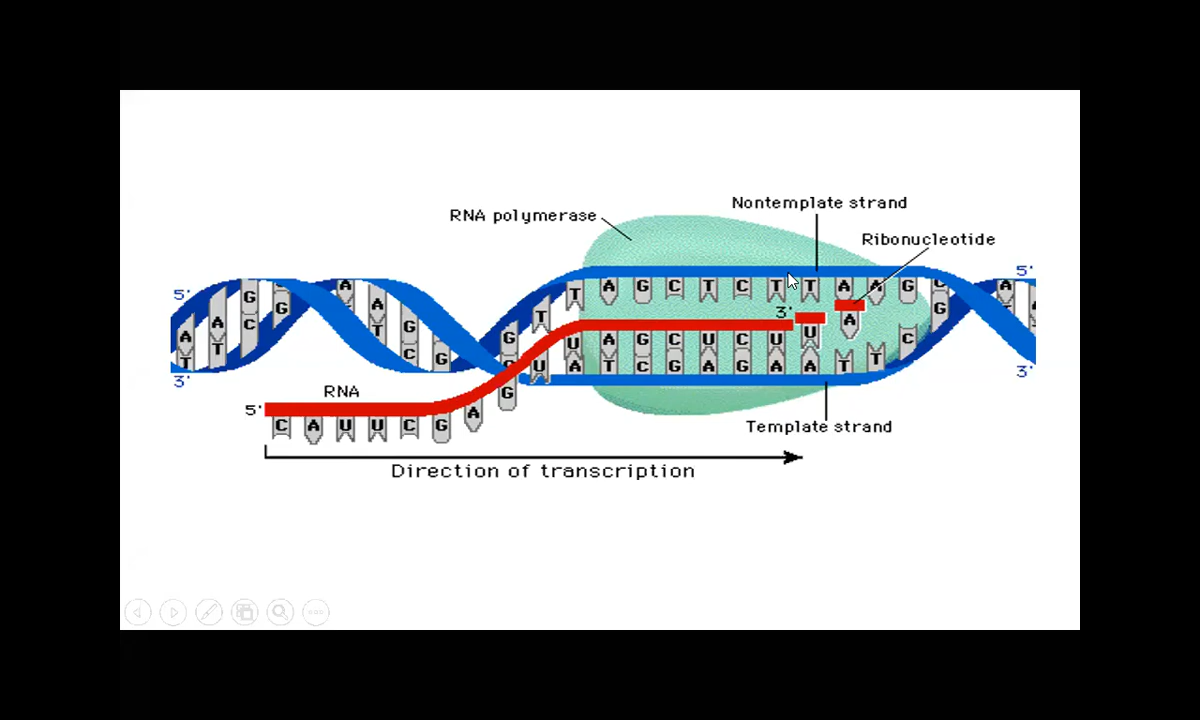 Nontemplate strand
RNA polymerase
Ribonucleotide
5' 5'
A G C T C T T A A G
T
T
G
G C
A A G G A A T G C G G A T
3'
U
A
U A G C U C U
A T C G A G A A T T C
U
3' 3'
RNA
5'
C A U U C G A G
Template strand
Direction of transcription